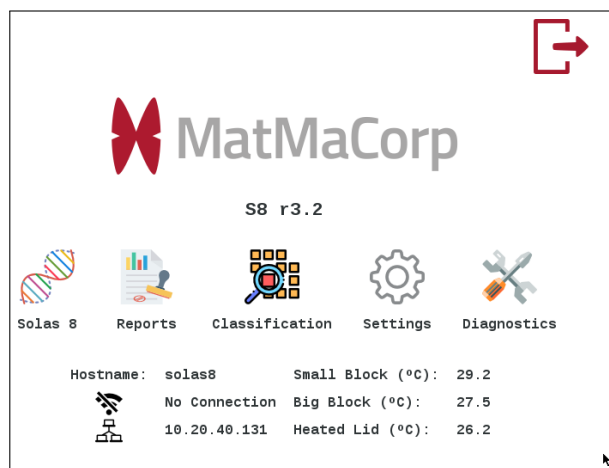 MatMaCorp
S8 r3.2
Solas 8 Reports Classification Settings Diagnostics
Hostname: solas8 Small Block (ºC): 29.2
No Connection Big Block (ºC): 27.5
10.20.40.131 Heated Lid (ºC): 26.2